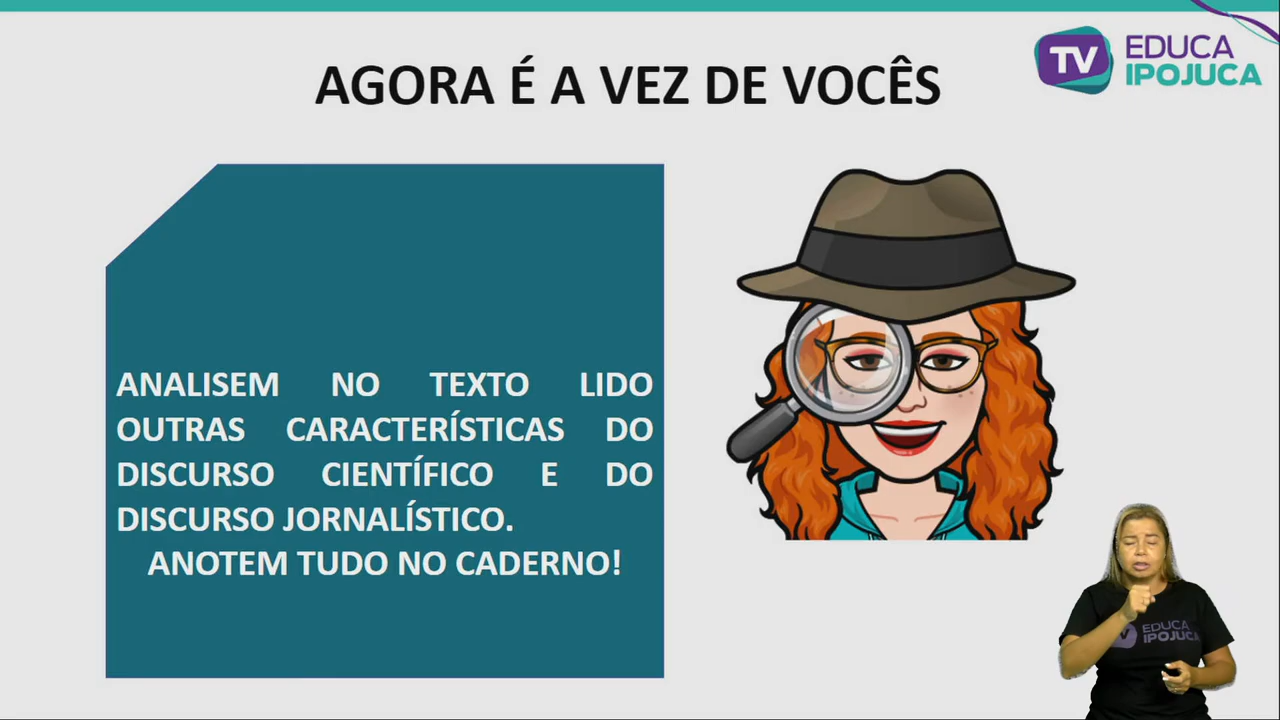 AGORA É A VEZ DE VOCÊS
TV EDUCA
IPOJUCA
ANALISEM NO TEXTO LIDO
OUTRAS CARACTERÍSTICAS DO
DISCURSO CIENTÍFICO E DO
DISCURSO JORNALÍSTICO.
ANOTEM TUDO NO CADERNO!
V EDUCA
IPOJUCA